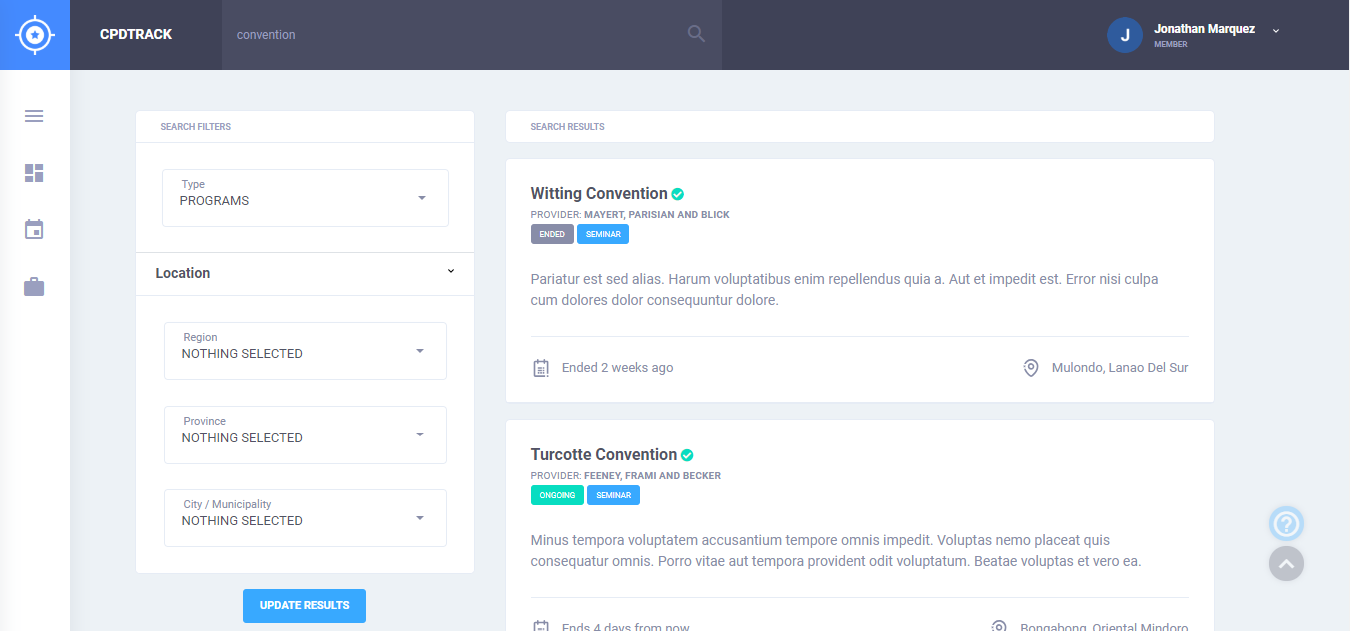 CPDTRACK
convention
J
Jonathan Marquez
MEMBER
SEARCH FILTERS
Type
PROGRAMS
Location
Region
NOTHING SELECTED
Province
NOTHING SELECTED
City / Municipality
NOTHING SELECTED
UPDATE RESULTS
SEARCH RESULTS
Witting Convention
PROVIDER: MAYERT, PARISIAN AND BLICK
ENDED SEMINAR
Pariatur est sed alias. Harum voluptatibus enim repellendus quia a. Aut et impedit est. Error nisi culpa
cum dolores dolor consequuntur dolore.
Ended 2 weeks ago
Mulondo, Lanao Del Sur
Turcotte Convention
PROVIDER: FEENEY, FRAMI AND BECKER
ONGOING SEMINAR
Minus tempora voluptatem accusantium tempore omnis impedit. Voluptas nemo placeat quis
consequatur omnis. Porro vitae aut tempora provident odit voluptatum. Beatae voluptas et vero ea.
Ends 4 days from now
Bongabong, Oriental Mindoro
?